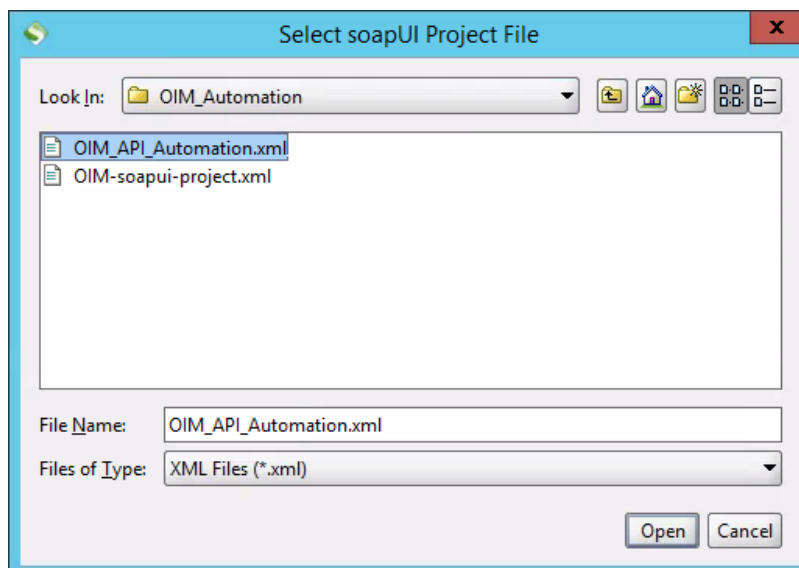 Select soapUI Project File
x
Look In: OIM_Automation
OIM_API_Automation.xml
OIM-soapui-project.xml
File Name: OIM_API_Automation.xml
Files of Type: XML Files (*.xml)
Open Cancel